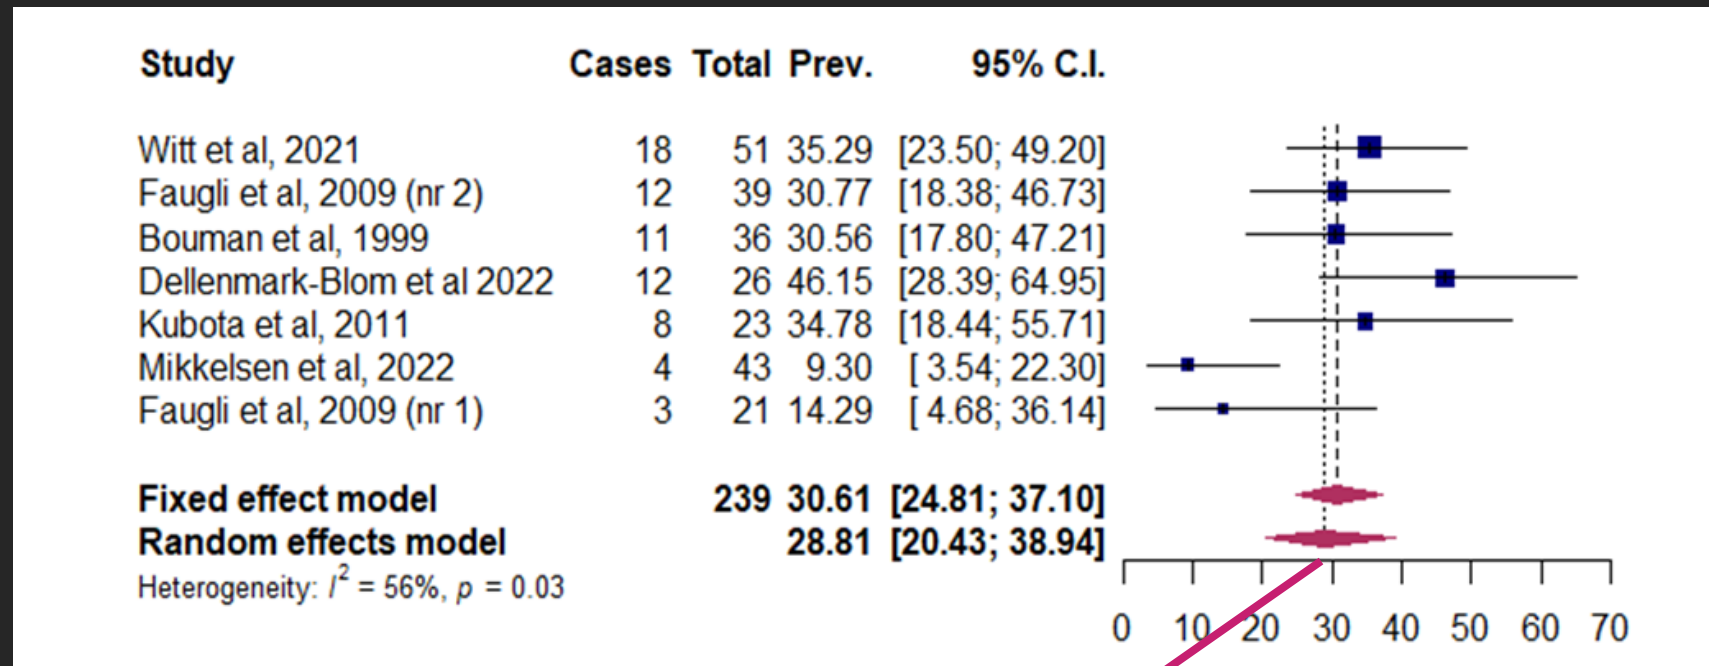 Study Cases Total Prev. 95% C.I.
Witt et al, 2021 18 51 35.29 [23.50; 49.20]
Faugli et al, 2009 (nr 2) 12 39 30.77 [18.38; 46.73]
Bouman et al, 1999 11 36 30.56 [17.80; 47.21]
Dellenmark-Blom et al 2022 12 26 46.15 [28.39; 64.95]
Kubota et al, 2011 8 23 34.78 [18.44; 55.71]
Mikkelsen et al, 2022 4 43 9.30 [ 3.54; 22.30]
Faugli et al, 2009 (nr 1) 3 21 14.29 [ 4.68; 36.14]
Fixed effect model 239 30.61 [24.81; 37.10]
Random effects model 28.81 [20.43; 38.94]
Heterogeneity: I² = 56%, p = 0.03
0 10 20 30 40 50 60 70